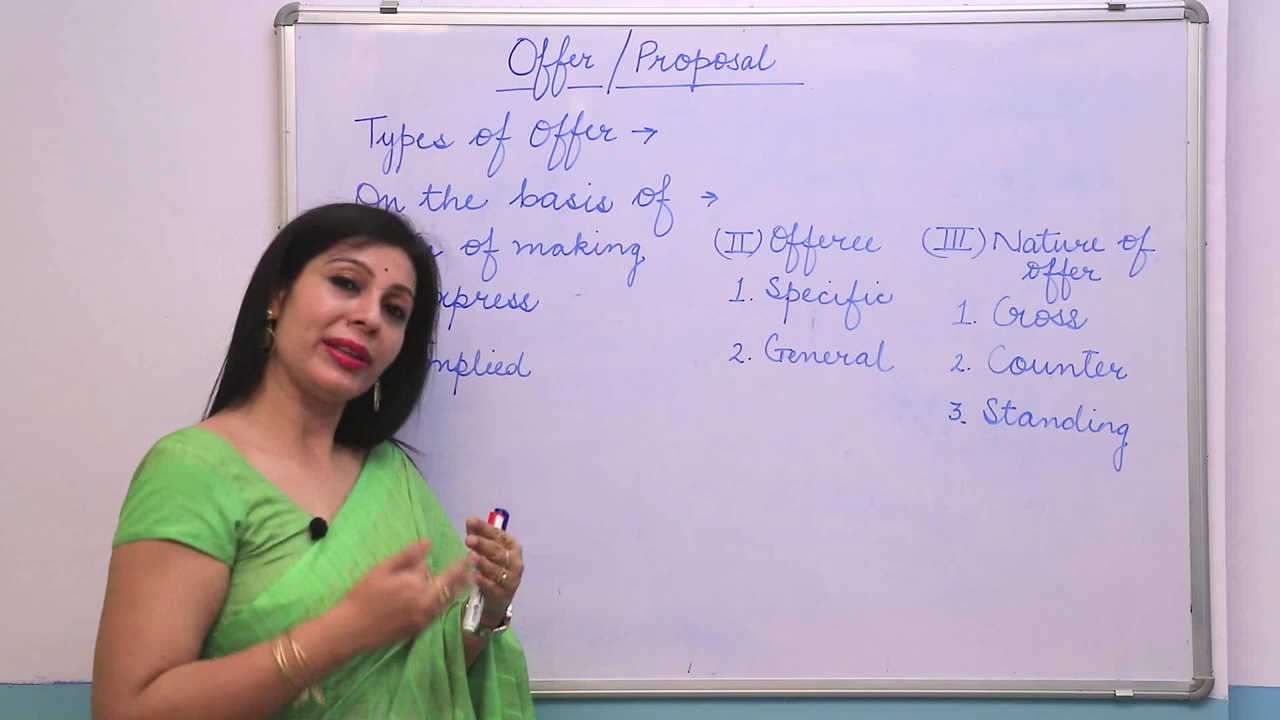 Offer / Proposal
Types of Offer →
On the basis of →
of making
(II) Offeree
1. Specific
2. General
(III) Nature of
offer
1. Cross
2. Counter
3. Standing